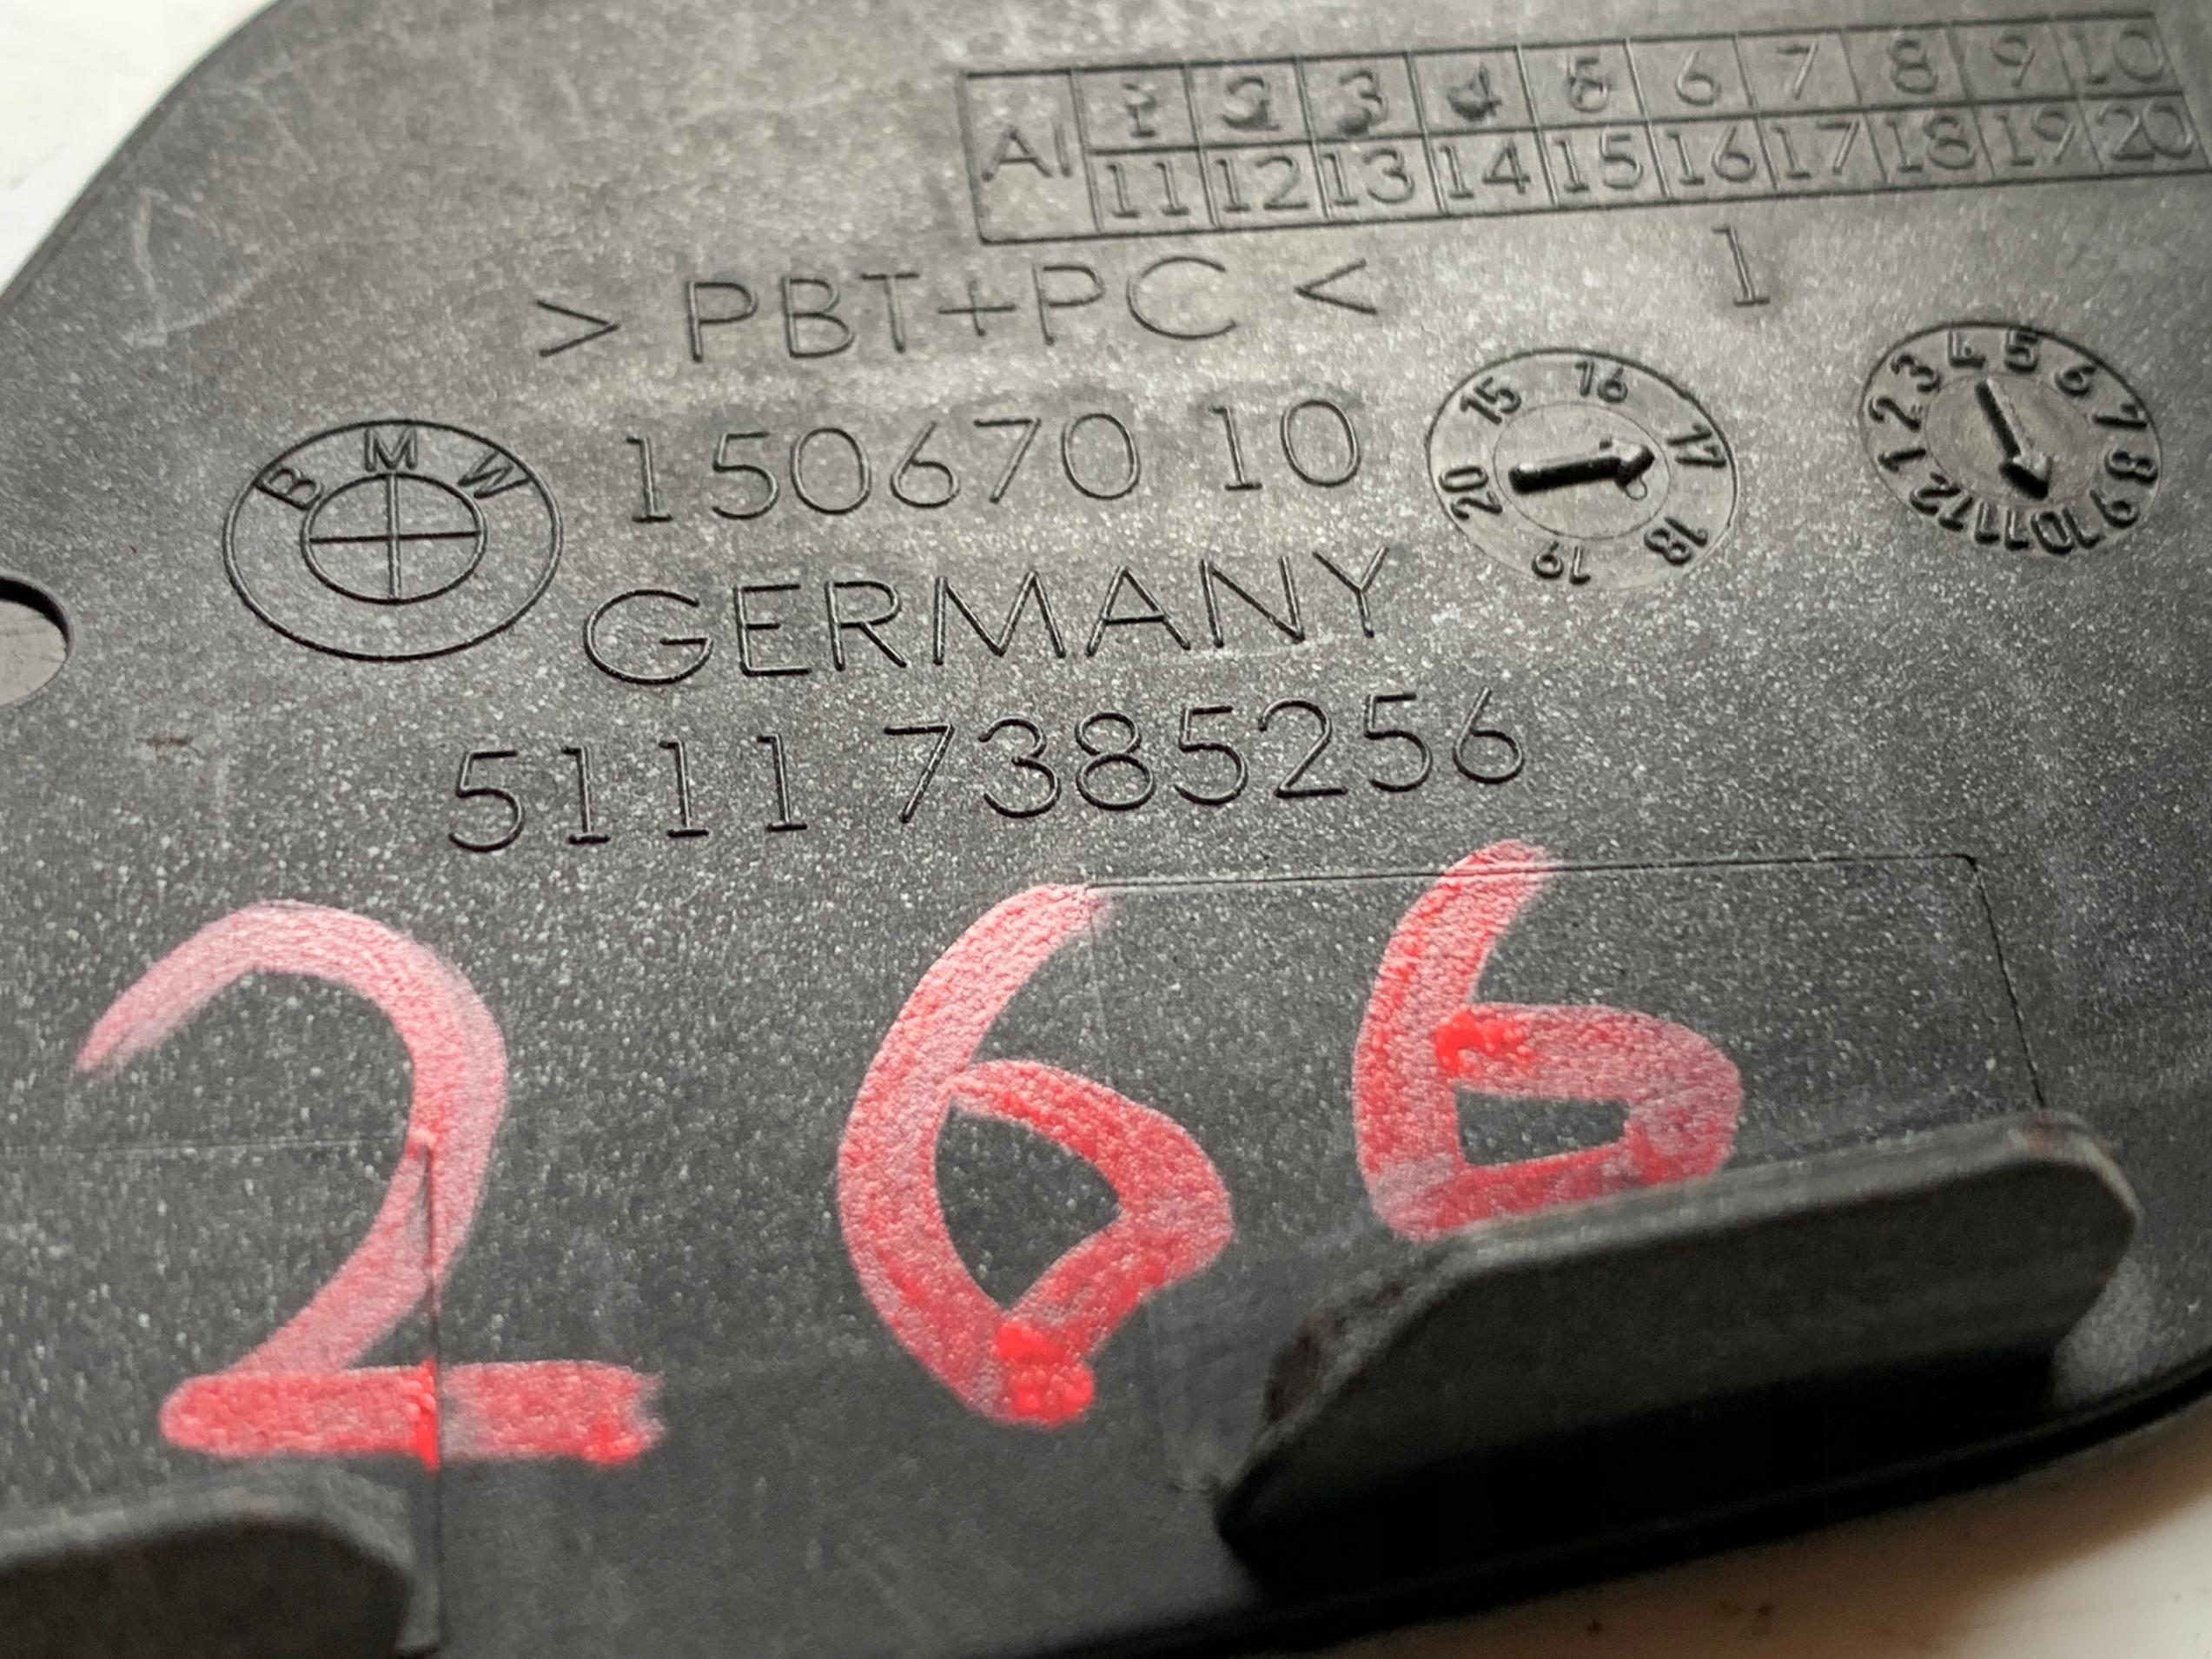 AI 1 2 3 4 5 6 7 8 9 10
11 12 13 14 15 16 17 18 19 20
> PBT+PC < 1
BMW
150670 10
15 16 17 18 19 20
1 2 3 4 5 6 7 8 9 10 11 12
GERMANY
5111 7385256
266